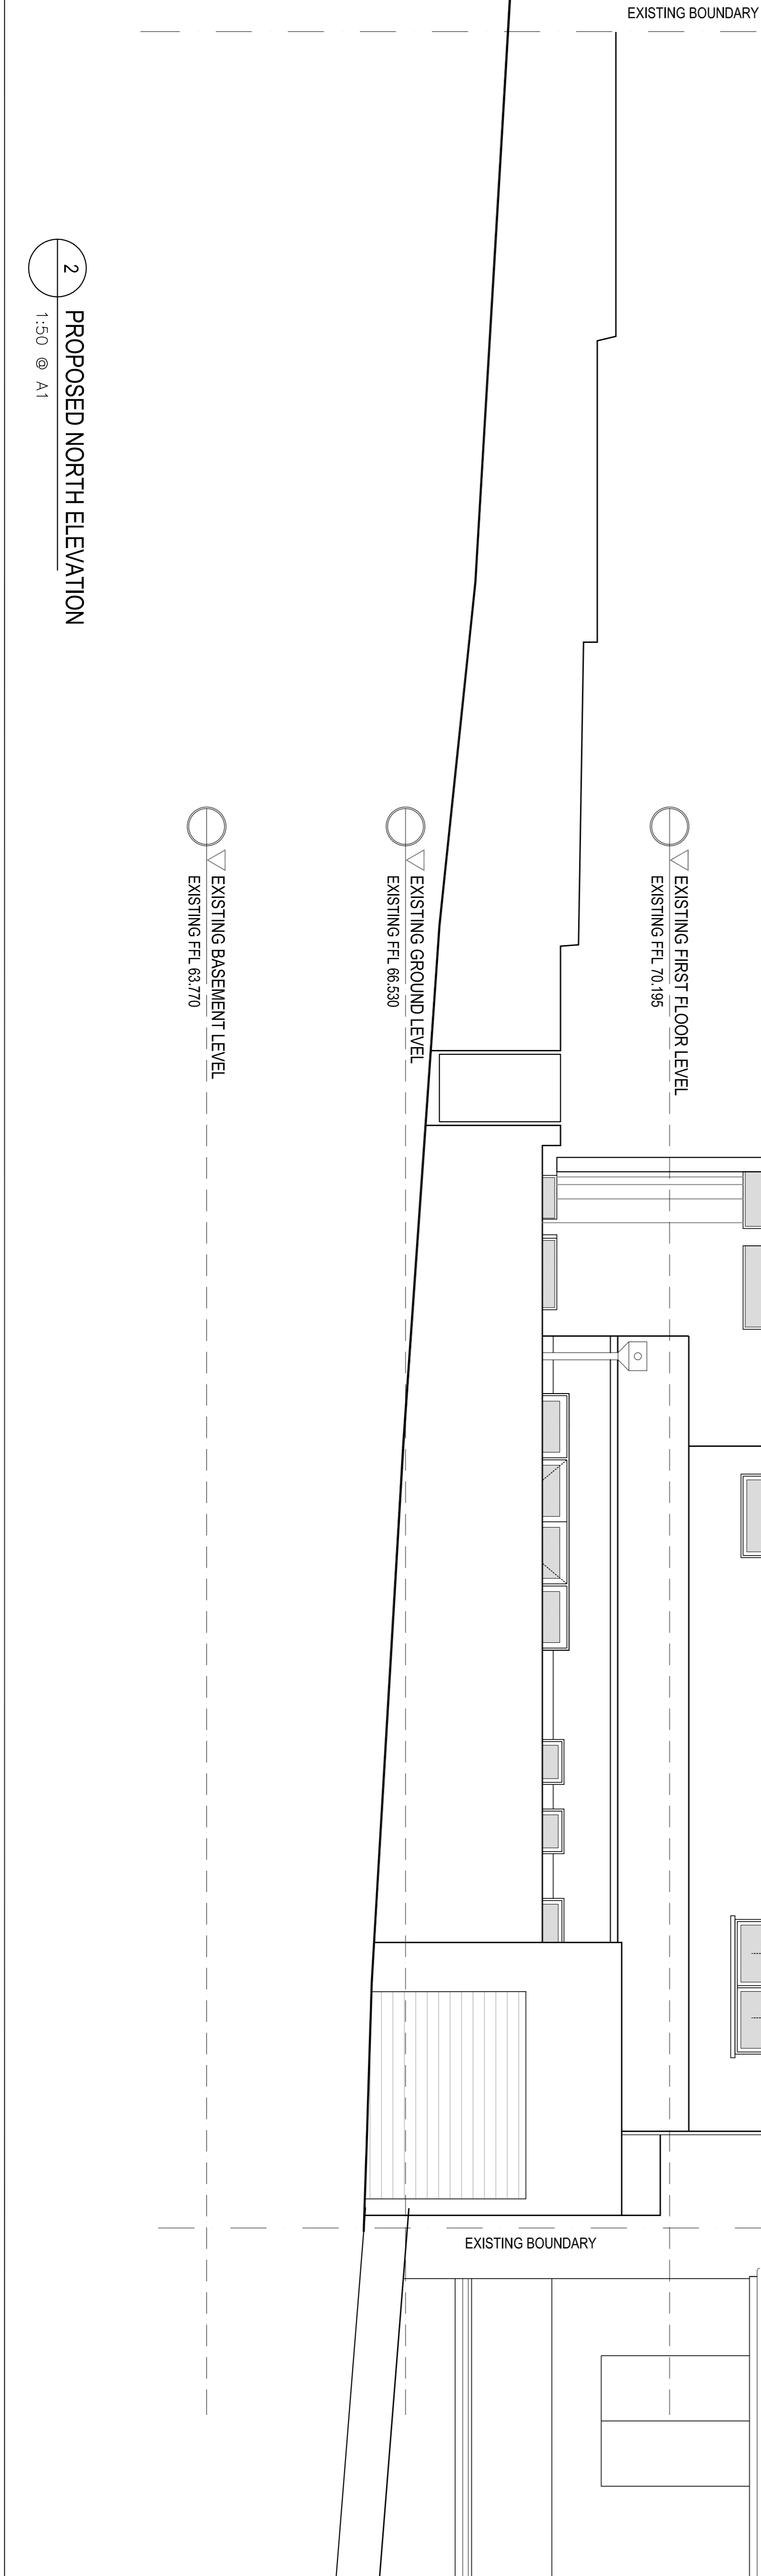 EXISTING BOUNDARY
2
PROPOSED NORTH ELEVATION
1:50 @ A1
EXISTING FIRST FLOOR LEVEL
EXISTING FFL 70.195
EXISTING GROUND LEVEL
EXISTING FFL 66.530
EXISTING BASEMENT LEVEL
EXISTING FFL 63.770
EXISTING BOUNDARY